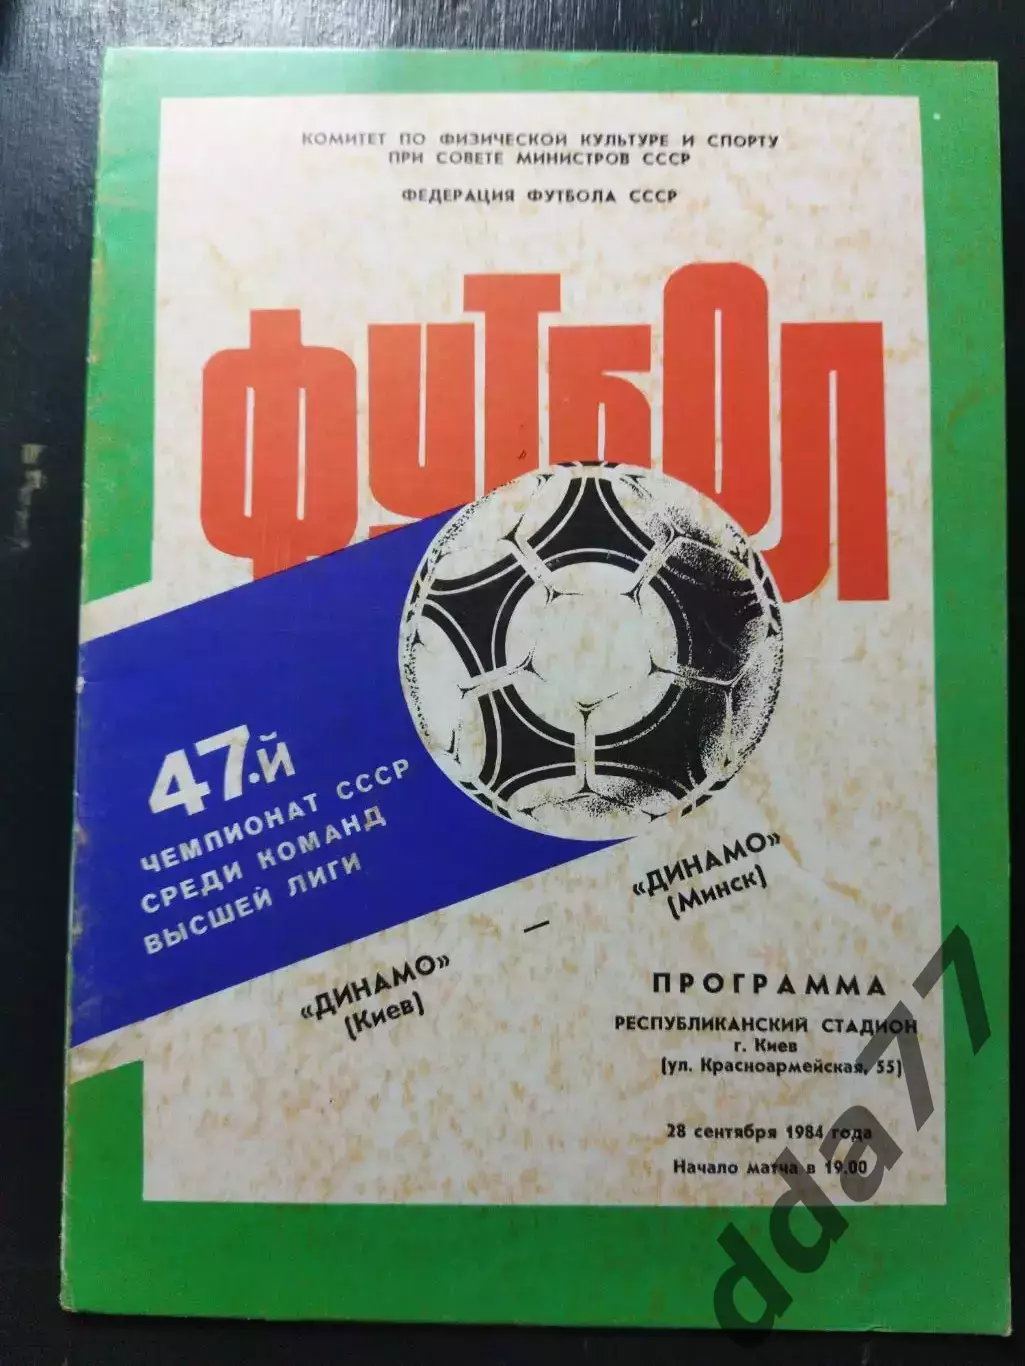 КОМИТЕТ ПО ФИЗИЧЕСКОЙ КУЛЬТУРЕ И СПОРТУ
ПРИ СОВЕТЕ МИНИСТРОВ СССР
ФЕДЕРАЦИЯ ФУТБОЛА СССР
ФУТБОЛ
47-й
ЧЕМПИОНАТ СССР
СРЕДИ КОМАНД
ВЫСШЕЙ ЛИГИ
«ДИНАМО»
(Киев)
—
«ДИНАМО»
(Минск)
ПРОГРАММА
РЕСПУБЛИКАНСКИЙ СТАДИОН
г. Киев
(ул. Красноармейская, 55)
28 сентября 1984 года
Начало матча в 19.00
dda77